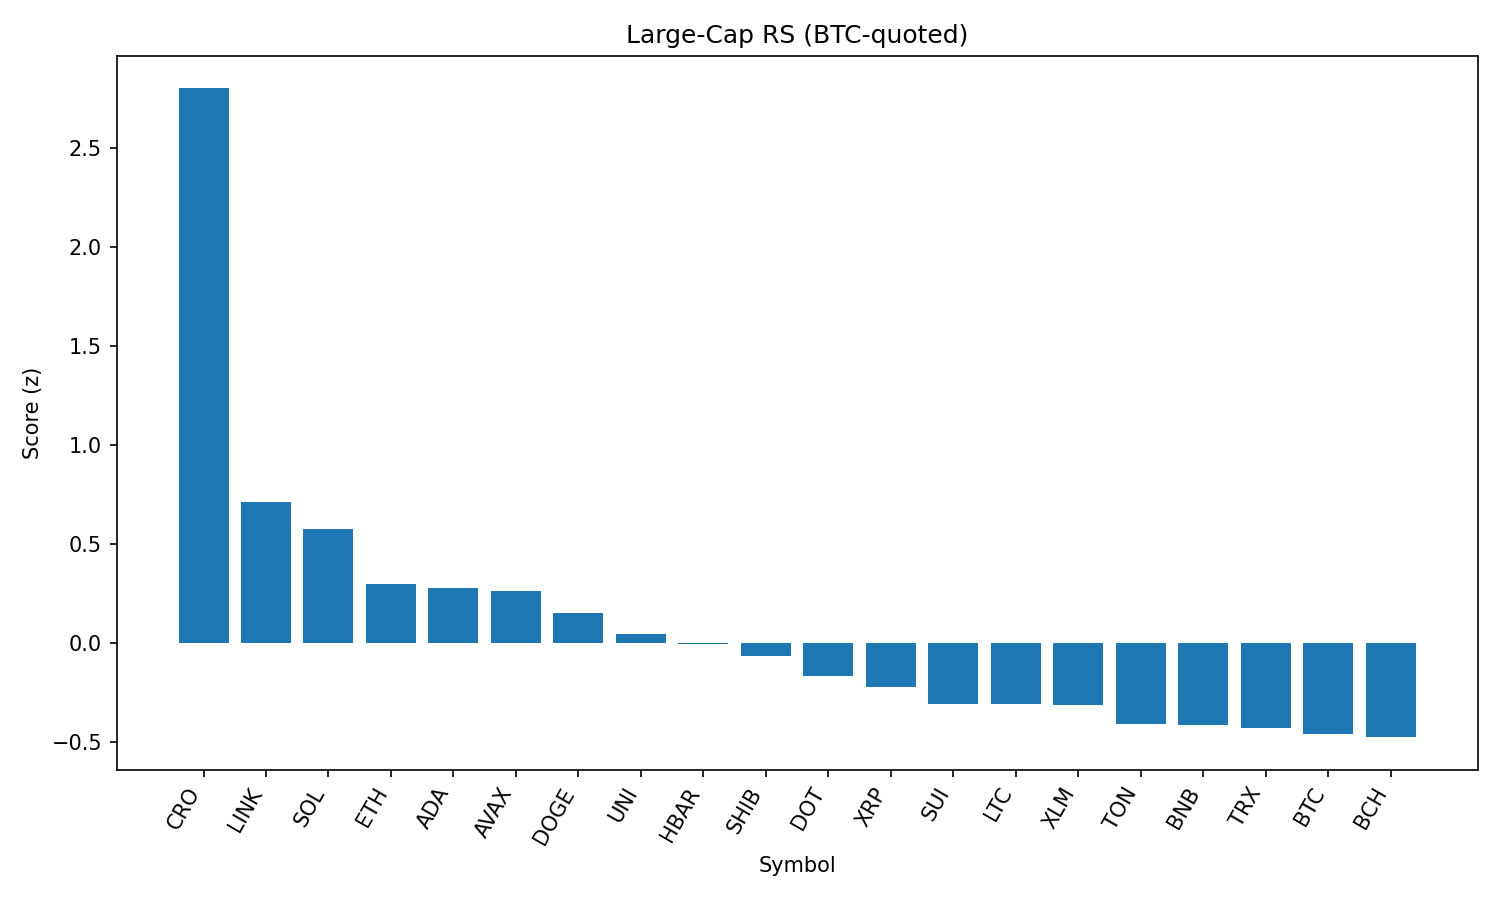 Large-Cap RS (BTC-quoted)
Score (z)
2.5
2.0
1.5
1.0
0.5
0.0
−0.5
CRO
LINK
SOL
ETH
ADA
AVAX
DOGE
UNI
HBAR
SHIB
DOT
XRP
SUI
LTC
XLM
TON
BNB
TRX
BTC
BCH
Symbol